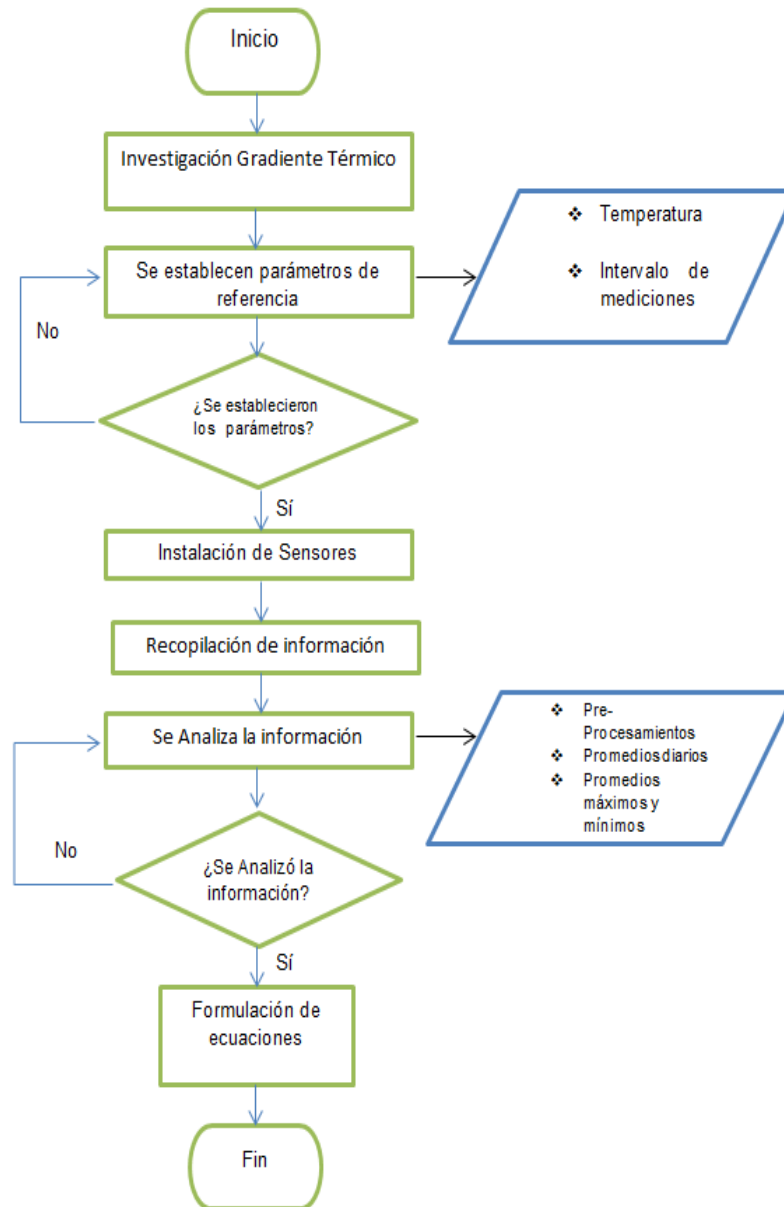 Inicio
Investigación Gradiente Térmico
Se establecen parámetros de
referencia
❖ Temperatura
❖ Intervalo de
mediciones
No
¿Se establecieron
los parámetros?
Sí
Instalación de Sensores
Recopilación de información
Se Analiza la información
❖ Pre-
Procesamientos
❖ Promedios diarios
❖ Promedios
máximos y
mínimos
No
¿Se Analizó la
información?
Sí
Formulación de
ecuaciones
Fin